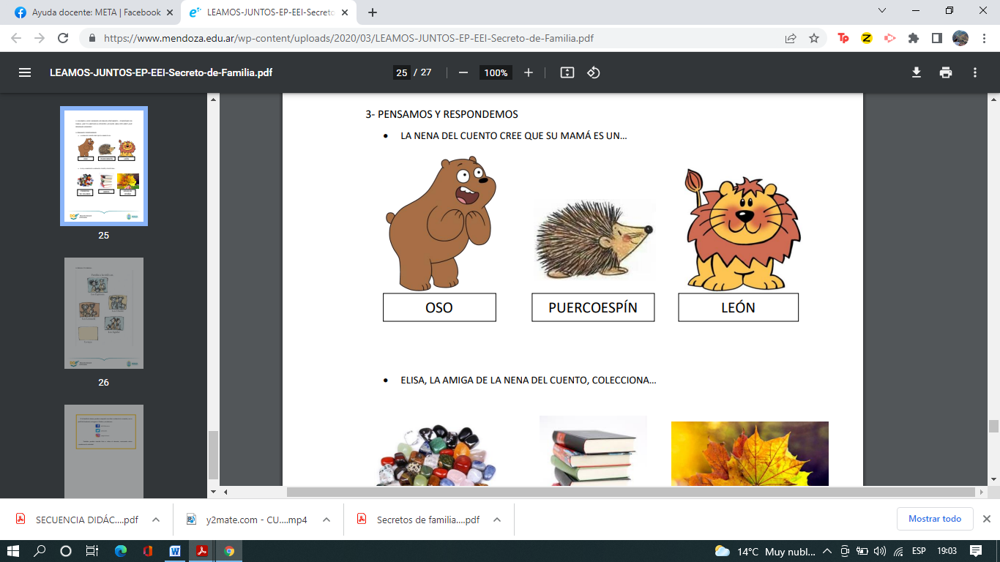 Ayuda docente: META | Facebook
LEAMOS-JUNTOS-EP-EEI-Secreto
https://www.mendoza.edu.ar/wp-content/uploads/2020/03/LEAMOS-JUNTOS-EP-EEI-Secreto-de-Familia.pdf
LEAMOS-JUNTOS-EP-EEI-Secreto-de-Familia.pdf
25 / 27
100%
3- PENSAMOS Y RESPONDEMOS
• LA NENA DEL CUENTO CREE QUE SU MAMÁ ES UN…
OSO
PUERCOESPÍN
LEÓN
• ELISA, LA AMIGA DE LA NENA DEL CUENTO, COLECCIONA…
25
26
SECUENCIA DIDÁC....pdf
y2mate.com - CU....mp4
Secretos de familia....pdf
Mostrar todo
14°C Muy nubl...
ESP
19:03